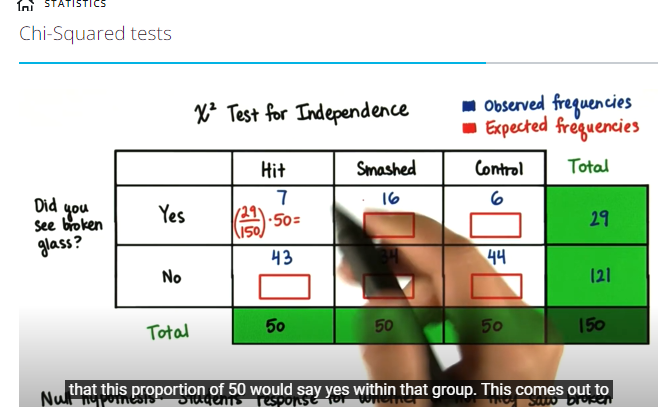 STATISTICS
Chi-Squared tests
χ² Test for Independence
Observed frequencies
Expected frequencies
Hit Smashed Control Total
Did you see broken glass?
Yes 7 16 6 29
(29/150)·50=
No 43 34 44 121
Total 50 50 50 150
that this proportion of 50 would say yes within that group. This comes out to